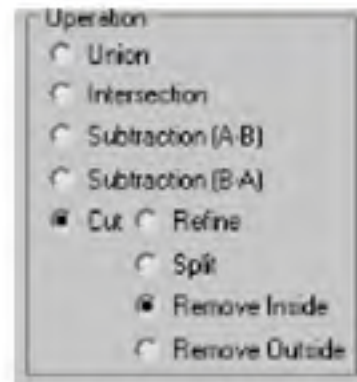 Operation
Union
Intersection
Subtraction (A-B)
Subtraction (B-A)
Cut Refine
Split
Remove Inside
Remove Outside